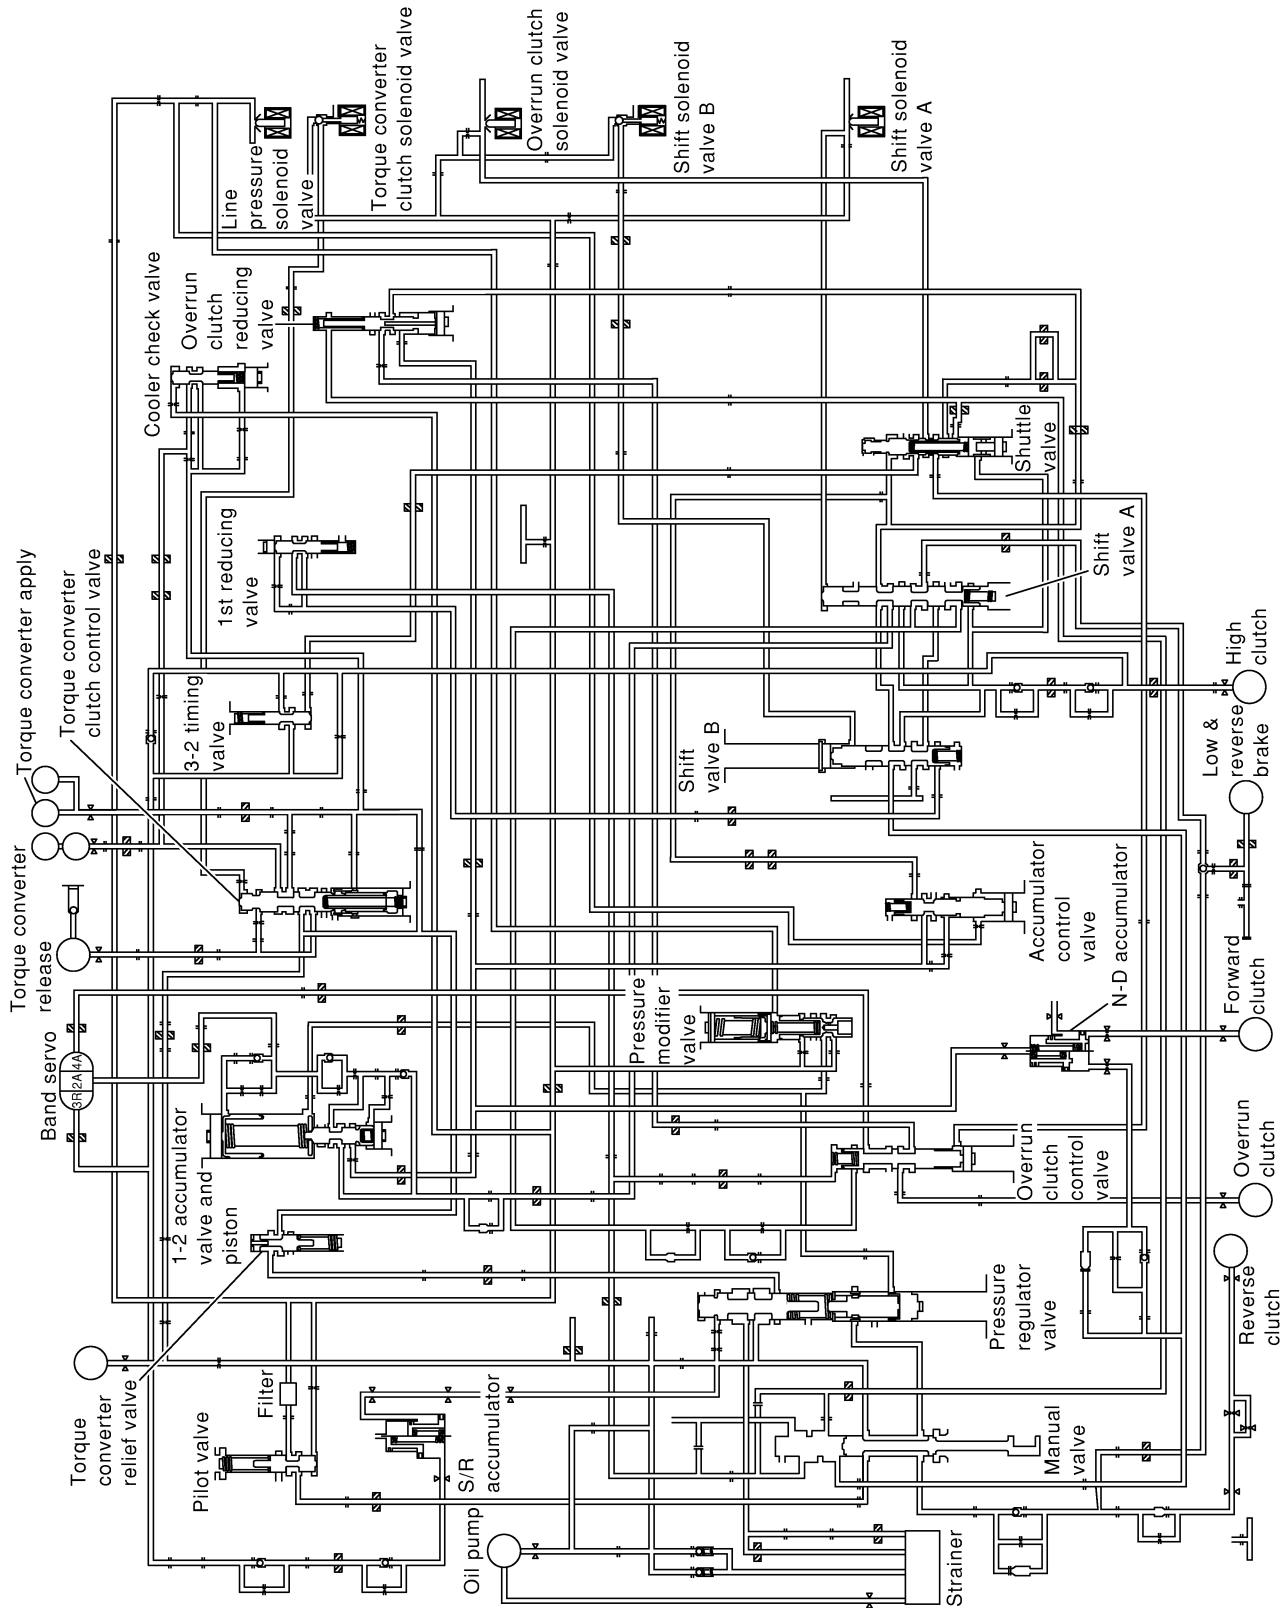 Line
pressure
solenoid
valve
Torque converter
clutch solenoid valve
Overrun clutch
solenoid valve
Shift solenoid
valve B
Shift solenoid
valve A
Cooler check valve
Overrun
clutch
reducing
valve
Shuttle
valve
Torque converter apply
Torque converter
clutch control valve
1st reducing
valve
Shift
valve A
3-2 timing
valve
Shift
valve B
High
clutch
Low &
reverse
brake
Torque converter
Torque converter
release
Accumulator
control
valve
N-D accumulator
Forward
clutch
Band servo
3R 2A 4A
Pressure
modifier
valve
1-2 accumulator
valve and
piston
Overrun
clutch
control
valve
Overrun
clutch
Torque
converter
relief valve
Pressure
regulator
valve
Reverse
clutch
Filter
Pilot valve
S/R
accumulator
Manual
valve
Oil pump
Strainer